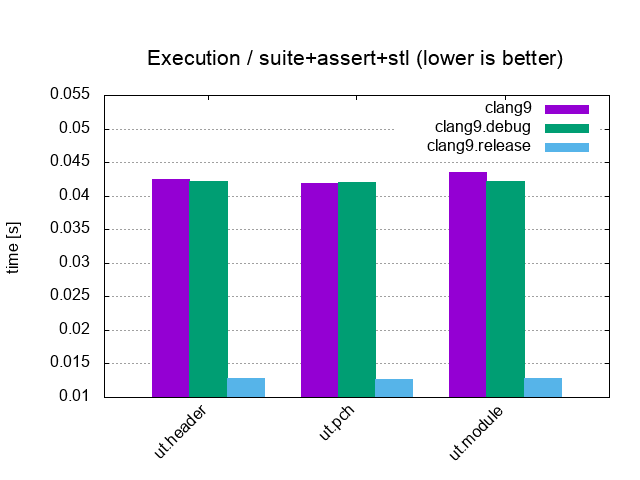 Execution / suite+assert+stl (lower is better)
0.055
0.05
0.045
0.04
0.035
0.03
0.025
0.02
0.015
0.01
time [s]
clang9
clang9.debug
clang9.release
ut.header
ut.pch
ut.module